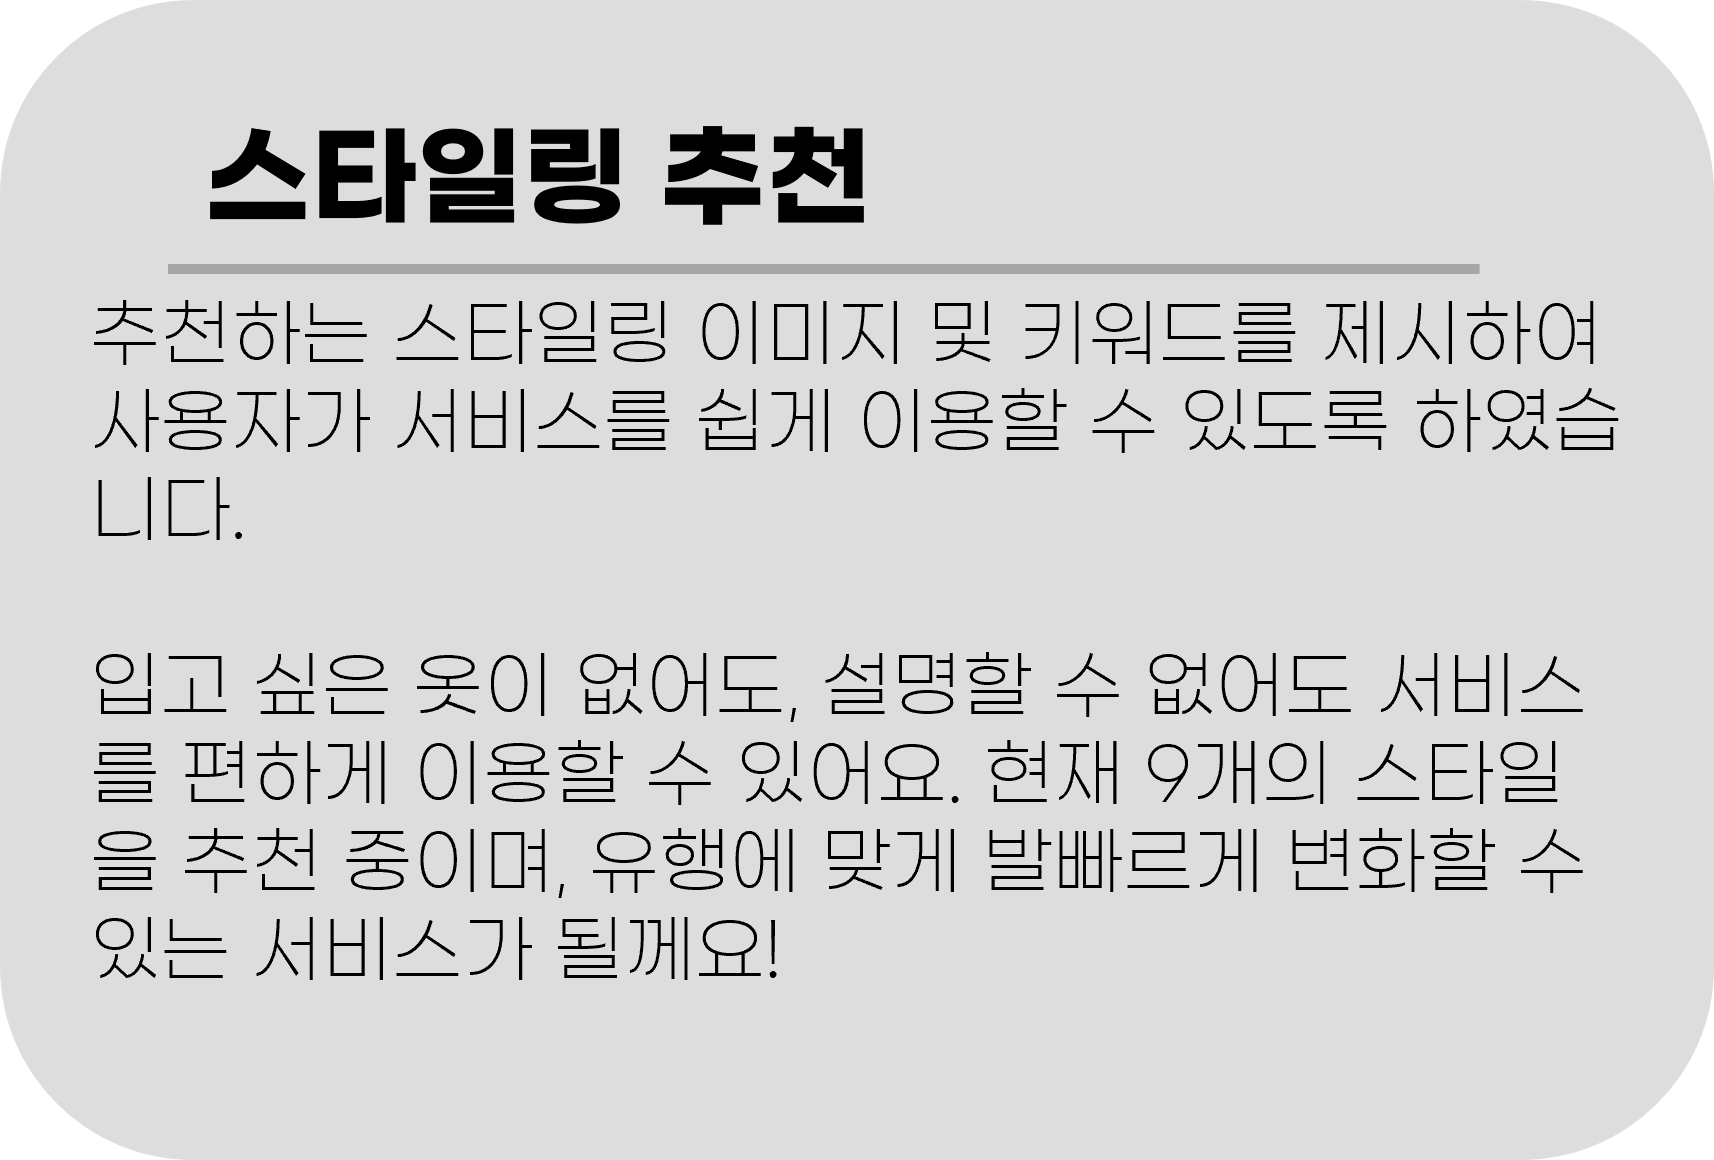 스타일링 추천
추천하는 스타일링 이미지 및 키워드를 제시하여
사용자가 서비스를 쉽게 이용할 수 있도록 하였습
니다.
입고 싶은 옷이 없어도, 설명할 수 없어도 서비스
를 편하게 이용할 수 있어요. 현재 9개의 스타일
을 추천 중이며, 유행에 맞게 발빠르게 변화할 수
있는 서비스가 될께요!